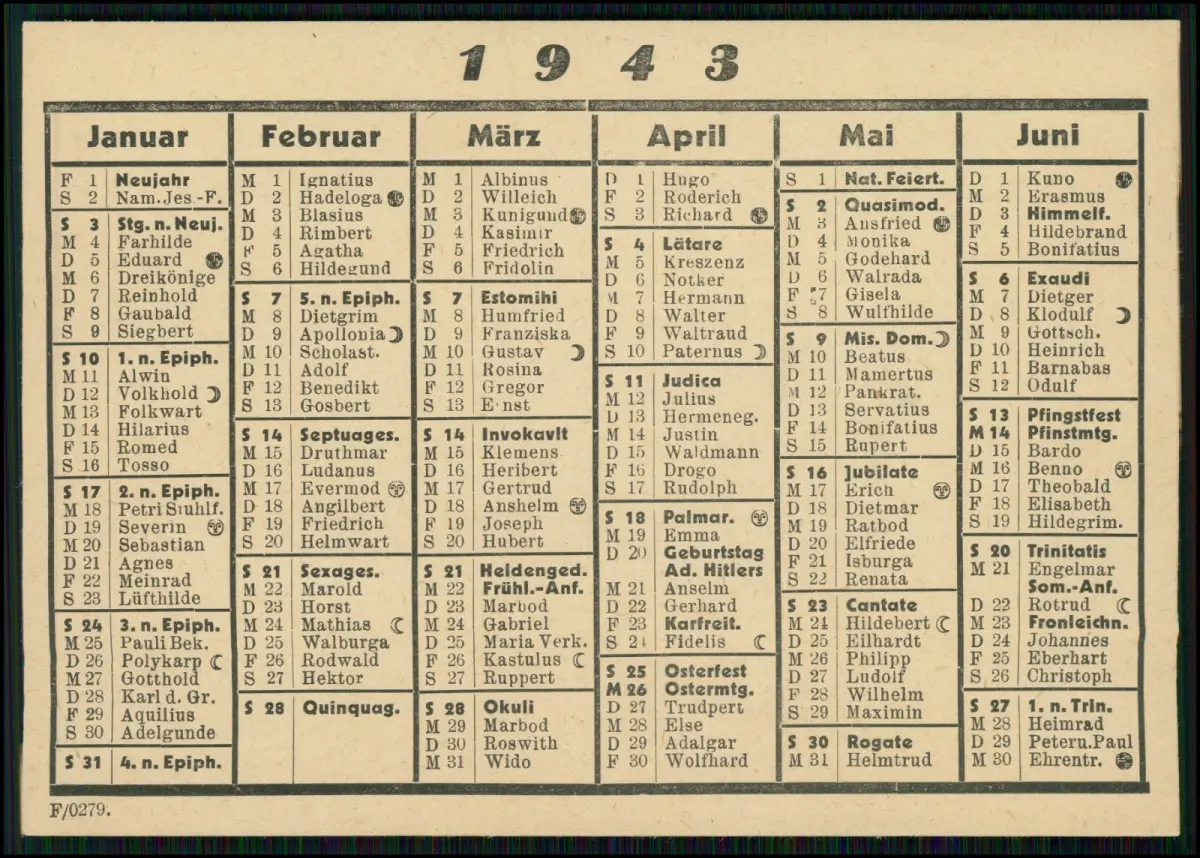 1943
Januar
F 1 Neujahr
S 2 Nam. Jes.-F.
S 3 Stg. n. Neuj.
M 4 Farhilde
D 5 Eduard
M 6 Dreikönige
D 7 Reinhold
F 8 Gaubald
S 9 Siegbert
S 10 1. n. Epiph.
M 11 Alwin
D 12 Volkhold
M 13 Folkwart
D 14 Hilarius
F 15 Romed
S 16 Tosso
S 17 2. n. Epiph.
M 18 Petri Stuhlf.
D 19 Severin
M 20 Sebastian
D 21 Agnes
F 22 Meinrad
S 23 Lüfthilde
S 24 3. n. Epiph.
M 25 Pauli Bek.
D 26 Polykarp
M 27 Gotthold
D 28 Karl d. Gr.
F 29 Aquilius
S 30 Adelgunde
S 31 4. n. Epiph.
Februar
M 1 Ignatius
D 2 Hadeloga
M 3 Blasius
D 4 Rimbert
F 5 Agatha
S 6 Hildegund
S 7 5. n. Epiph.
M 8 Dietgrim
D 9 Apollonia
M 10 Scholast.
D 11 Adolf
F 12 Benedikt
S 13 Gosbert
S 14 Septuages.
M 15 Druthmar
D 16 Ludanus
M 17 Evermod
D 18 Angilbert
F 19 Friedrich
S 20 Helmwart
S 21 Sexages.
M 22 Marold
D 23 Horst
M 24 Mathias
D 25 Walburga
F 26 Rodwald
S 27 Hektor
S 28 Quinquag.
März
M 1 Albinus
D 2 Willeich
M 3 Kunigund
D 4 Kasimir
F 5 Friedrich
S 6 Fridolin
S 7 Estomihi
M 8 Humfried
D 9 Franziska
M 10 Gustav
D 11 Rosina
F 12 Gregor
S 13 Ernst
S 14 Invokavit
M 15 Klemens
D 16 Heribert
M 17 Gertrud
D 18 Anshelm
F 19 Joseph
S 20 Hubert
S 21 Heldenged.
M 22 Frühl.-Anf.
D 23 Marbod
M 24 Gabriel
D 25 Maria Verk.
F 26 Kastulus
S 27 Ruppert
S 28 Okuli
M 29 Marbod
D 30 Roswith
M 31 Wido
April
D 1 Hugo
F 2 Roderich
S 3 Richard
S 4 Lätare
M 5 Kreszenz
D 6 Notker
M 7 Hermann
D 8 Walter
F 9 Waltraud
S 10 Paternus
S 11 Judica
M 12 Julius
D 13 Hermeneg.
M 14 Justin
D 15 Waldmann
F 16 Drogo
S 17 Rudolph
S 18 Palmar.
M 19 Emma
D 20 Geburtstag
Ad. Hitlers
M 21 Anselm
D 22 Gerhard
F 23 Karfreit.
S 24 Fidelis
S 25 Osterfest
M 26 Ostermtg.
D 27 Trudpert
M 28 Else
D 29 Adalgar
F 30 Wolfhard
Mai
S 1 Nat. Feiert.
S 2 Quasimod.
M 3 Ansfried
D 4 Monika
M 5 Godehard
D 6 Walrada
F 7 Gisela
S 8 Wulfhilde
S 9 Mis. Dom.
M 10 Beatus
D 11 Mamertus
M 12 Pankrat.
D 13 Servatius
F 14 Bonifatius
S 15 Rupert
S 16 Jubilate
M 17 Erich
D 18 Dietmar
M 19 Ratbod
D 20 Elfriede
F 21 Isburga
S 22 Renata
S 23 Cantate
M 24 Hildebert
D 25 Eilhardt
M 26 Philipp
D 27 Ludolf
F 28 Wilhelm
S 29 Maximin
S 30 Rogate
M 31 Helmtrud
Juni
D 1 Kuno
M 2 Erasmus
D 3 Himmelf.
F 4 Hildebrand
S 5 Bonifatius
S 6 Exaudi
M 7 Dietger
D 8 Klodulf
M 9 Gottsch.
D 10 Heinrich
F 11 Barnabas
S 12 Odulf
S 13 Pfingstfest
M 14 Pfinstmtg.
D 15 Bardo
M 16 Benno
D 17 Theobald
F 18 Elisabeth
S 19 Hildegrim.
S 20 Trinitatis
M 21 Engelmar
Som.-Anf.
D 22 Rotrud
M 23 Fronleichn.
D 24 Johannes
F 25 Eberhart
S 26 Christoph
S 27 1. n. Trin.
M 28 Heimrad
D 29 Peter u. Paul
M 30 Ehrentr.
F/0279.